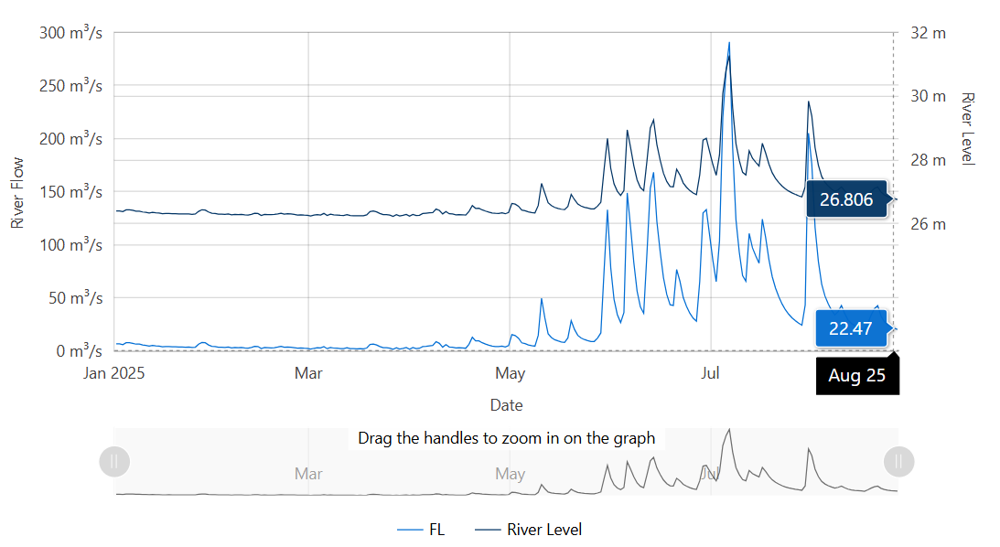 300 m³/s
32 m
250 m³/s
30 m
200 m³/s
28 m
150 m³/s
26.806
26 m
100 m³/s
50 m³/s
22.47
0 m³/s
River Flow
River Level
Jan 2025
Mar
May
Jul
Aug 25
Date
Drag the handles to zoom in on the graph
Mar
May
Jul
FL
River Level